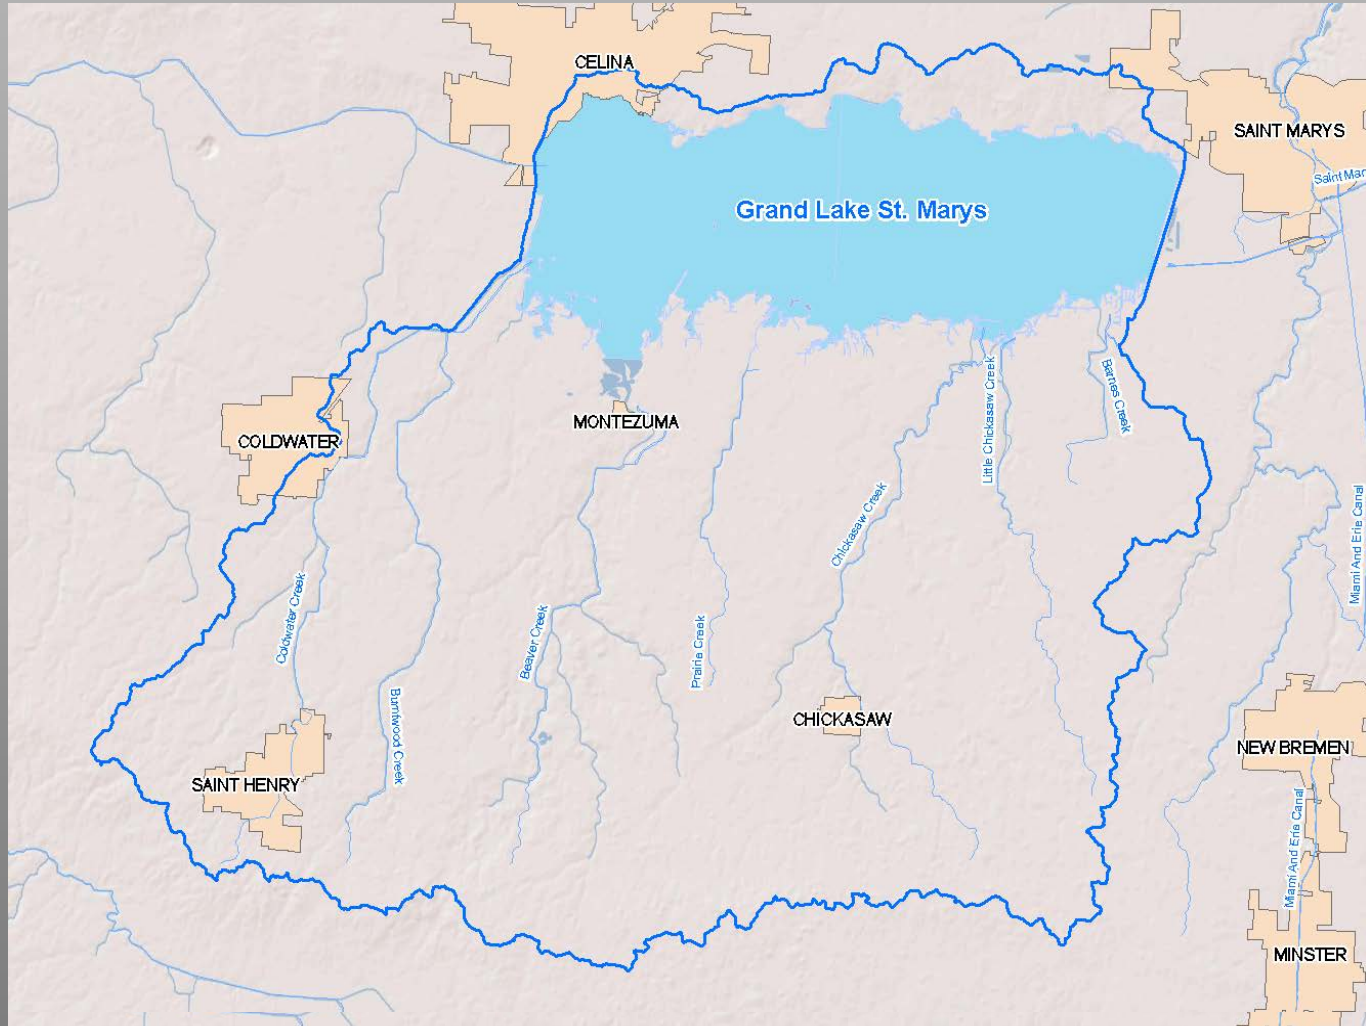 CELINA
SAINT MARYS
Saint Mar
Grand Lake St. Marys
COLDWATER
MONTEZUMA
Barnes Creek
Little Chickasaw Creek
Chickasaw Creek
Miami And Erie Canal
Coldwater Creek
Beaver Creek
Prairie Creek
Burntwood Creek
CHICKASAW
NEW BREMEN
SAINT HENRY
Miami And Erie Canal
MINSTER